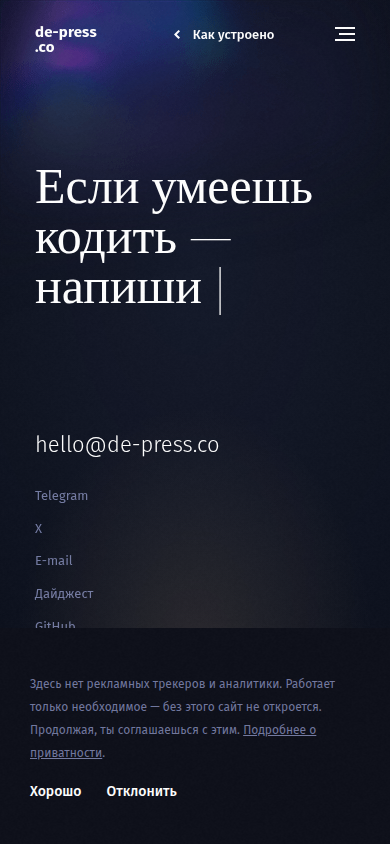 de-press
.co
Как устроено
Если умеешь
кодить —
напиши |
hello@de-press.co
Telegram
X
E-mail
Дайджест
GitHub
Здесь нет рекламных трекеров и аналитики. Работает
только необходимое — без этого сайт не откроется.
Продолжая, ты соглашаешься с этим. Подробнее о
приватности.
Хорошо Отклонить